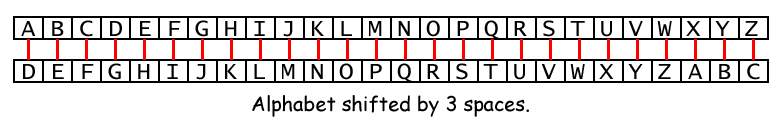 A B C D E F G H I J K L M N O P Q R S T U V W X Y Z
D E F G H I J K L M N O P Q R S T U V W X Y Z A B C
Alphabet shifted by 3 spaces.